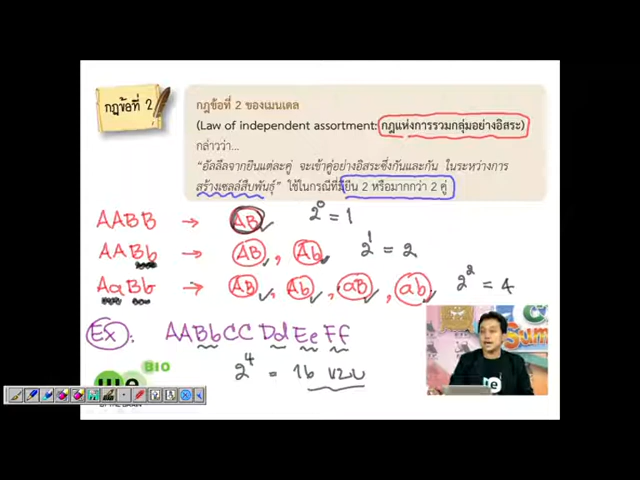 กฎข้อที่ 2
กฎข้อที่ 2 ของเมนเดล
(Law of independent assortment: กฎแห่งการรวมกลุ่มอย่างอิสระ)
กล่าวว่า...
"อัลลีลจากยีนแต่ละคู่ จะเข้าคู่อย่างอิสระซึ่งกันและกัน ในระหว่างการ
สร้างเซลล์สืบพันธุ์" ใช้ในกรณีที่มียีน 2 หรือมากกว่า 2 คู่
AABB → AB 2⁰ = 1
AABb → AB, Ab 2¹ = 2
AaBb → AB, Ab, aB, ab 2² = 4
Ex: AABbCCDdEeFf
2⁴ = 16 แบบ
we BIO